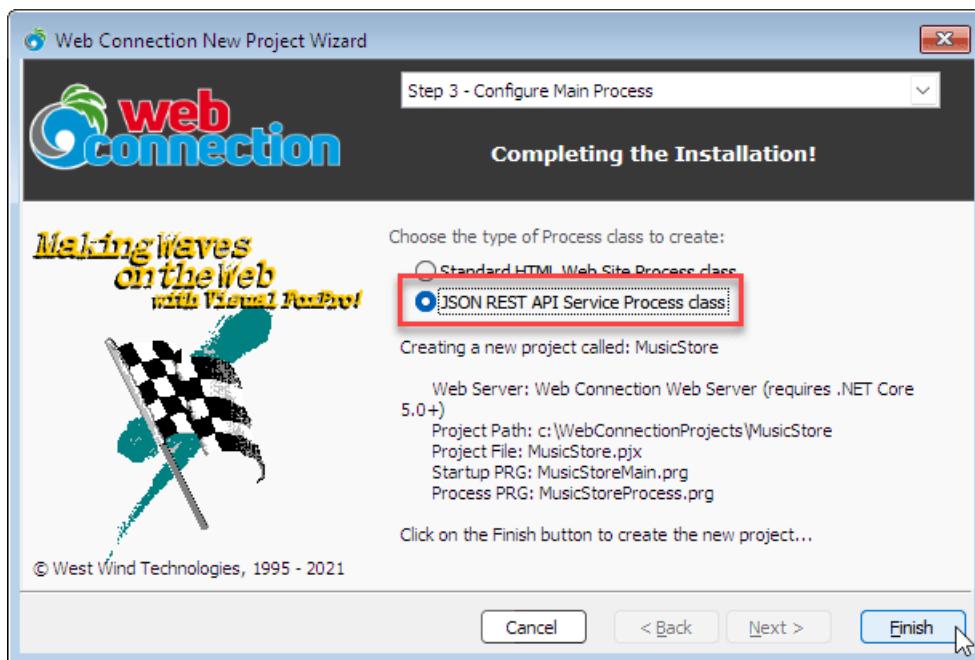 Web Connection New Project Wizard
web
connection
Step 3 - Configure Main Process
Completing the Installation!
Making Waves
on the Web
with Visual FoxPro!
Choose the type of Process class to create:
Standard HTML Web Site Process class
JSON REST API Service Process class
Creating a new project called: MusicStore
Web Server: Web Connection Web Server (requires .NET Core
5.0+)
Project Path: c:\WebConnectionProjects\MusicStore
Project File: MusicStore.pjx
Startup PRG: MusicStoreMain.prg
Process PRG: MusicStoreProcess.prg
Click on the Finish button to create the new project...
© West Wind Technologies, 1995 - 2021
Cancel
< Back
Next >
Finish